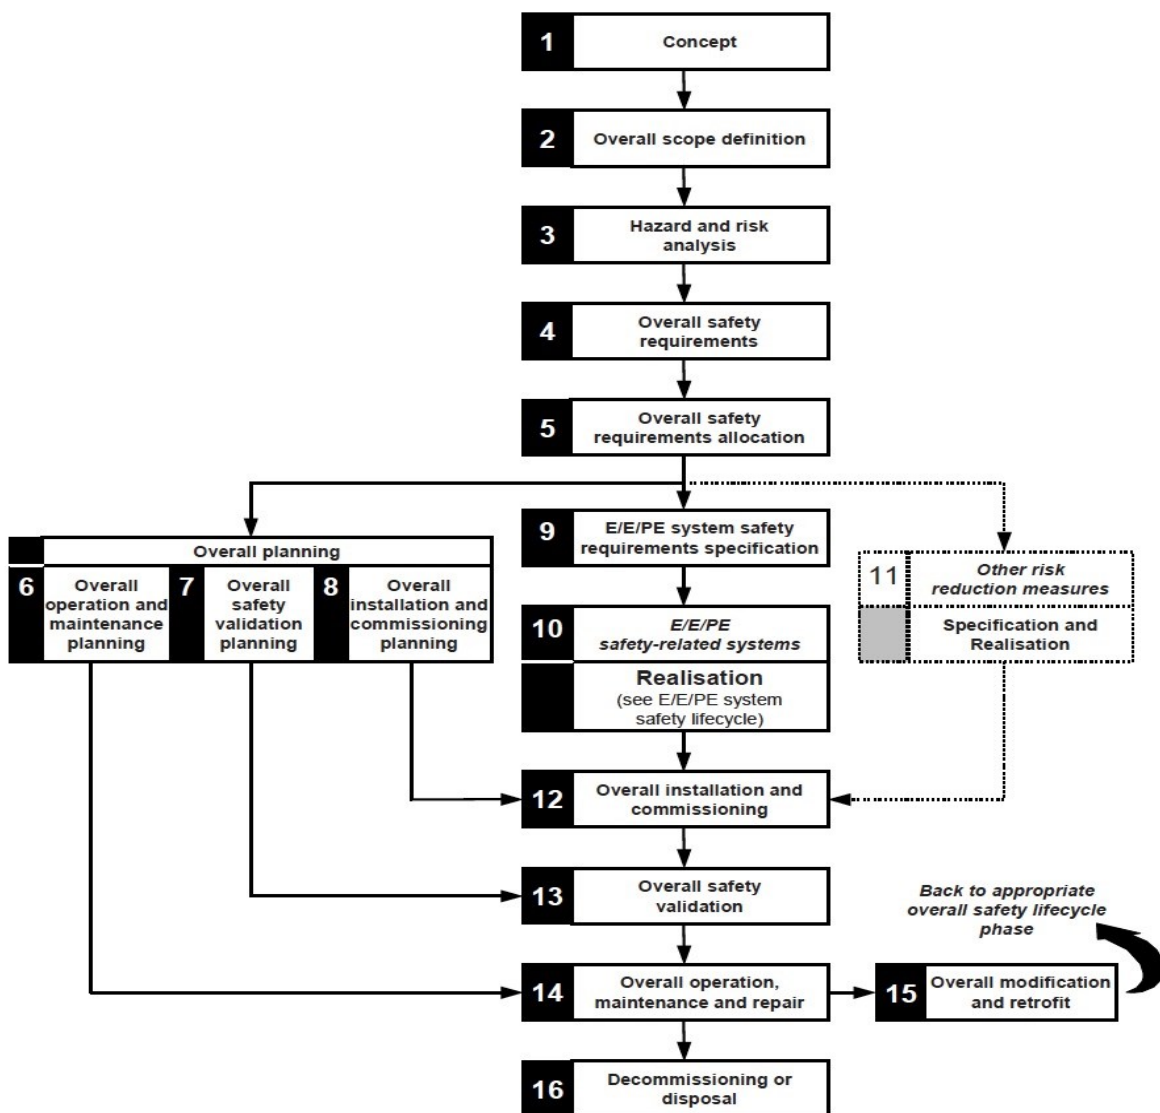 1
Concept
2
Overall scope definition
3
Hazard and risk
analysis
4
Overall safety
requirements
5
Overall safety
requirements allocation
Overall planning
6
Overall
operation and
maintenance
planning
7
Overall
safety
validation
planning
8
Overall
installation and
commissioning
planning
9
E/E/PE system safety
requirements specification
10
E/E/PE
safety-related systems
Realisation
(see E/E/PE system
safety lifecycle)
11
Other risk
reduction measures
Specification and
Realisation
12
Overall installation and
commissioning
13
Overall safety
validation
Back to appropriate
overall safety lifecycle
phase
14
Overall operation,
maintenance and repair
15
Overall modification
and retrofit
16
Decommissioning or
disposal